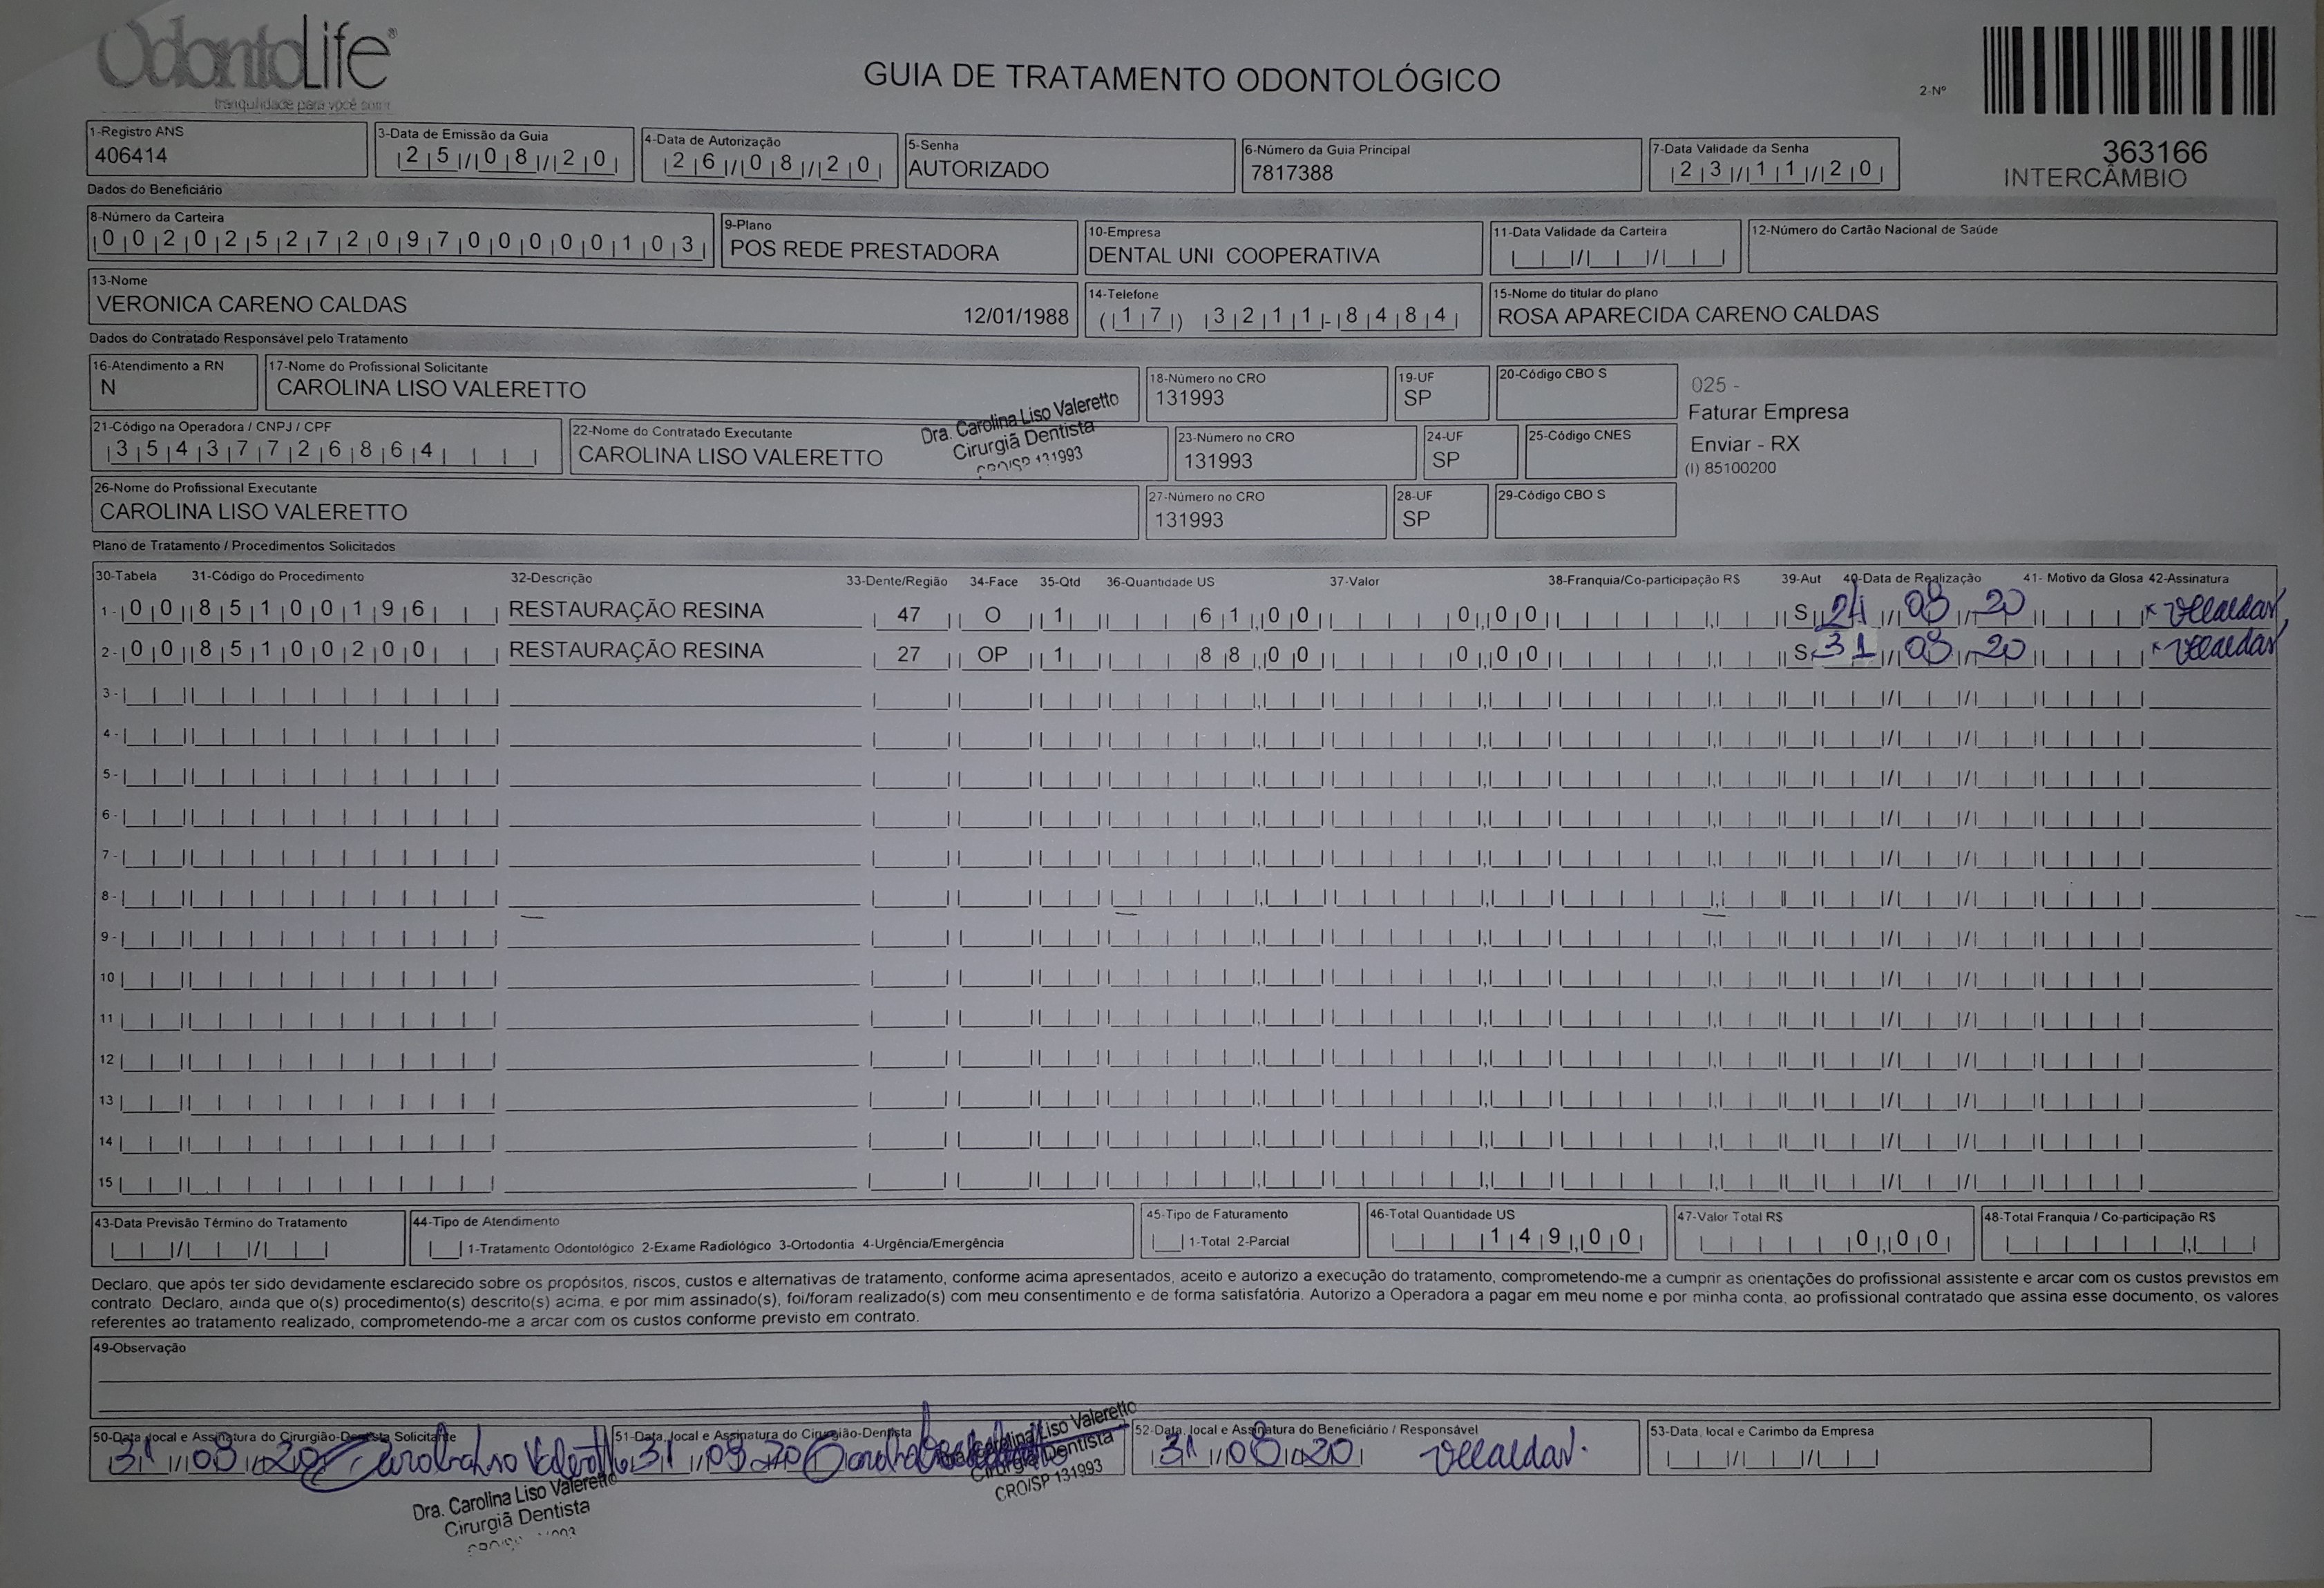 OdontoLife®
tranquilidade para você sorrir
GUIA DE TRATAMENTO ODONTOLÓGICO
2-Nº
363166
INTERCÂMBIO
1-Registro ANS
406414
3-Data de Emissão da Guia
25/08/20
4-Data de Autorização
26/08/20
5-Senha
AUTORIZADO
6-Número da Guia Principal
7817388
7-Data Validade da Senha
23/11/20
Dados do Beneficiário
8-Número da Carteira
00202527209700000103
9-Plano
POS REDE PRESTADORA
10-Empresa
DENTAL UNI COOPERATIVA
11-Data Validade da Carteira
12-Número do Cartão Nacional de Saúde
13-Nome
VERONICA CARENO CALDAS 12/01/1988
14-Telefone
(17) 3211-8484
15-Nome do titular do plano
ROSA APARECIDA CARENO CALDAS
Dados do Contratado Responsável pelo Tratamento
16-Atendimento a RN
N
17-Nome do Profissional Solicitante
CAROLINA LISO VALERETTO
18-Número no CRO
131993
19-UF
SP
20-Código CBO S
025 -
Faturar Empresa
Enviar - RX
(I) 85100200
21-Código na Operadora / CNPJ / CPF
35437726864
22-Nome do Contratado Executante
CAROLINA LISO VALERETTO
Dra. Carolina Liso Valeretto
Cirurgiã Dentista
CRO/SP 131993
23-Número no CRO
131993
24-UF
SP
25-Código CNES
26-Nome do Profissional Executante
CAROLINA LISO VALERETTO
27-Número no CRO
131993
28-UF
SP
29-Código CBO S
Plano de Tratamento / Procedimentos Solicitados
30-Tabela 31-Código do Procedimento 32-Descrição 33-Dente/Região 34-Face 35-Qtd 36-Quantidade US 37-Valor 38-Franquia/Co-participação R$ 39-Aut 40-Data de Realização 41- Motivo da Glosa 42-Assinatura
1- 00 85100196 RESTAURAÇÃO RESINA 47 O 1 61,00 0,00 S 24/08/20
2- 00 85100200 RESTAURAÇÃO RESINA 27 OP 1 88,00 0,00 S 31/08/20
3-
4-
5-
6-
7-
8-
9-
10
11
12
13
14
15
43-Data Previsão Término do Tratamento
44-Tipo de Atendimento
1-Tratamento Odontológico 2-Exame Radiológico 3-Ortodontia 4-Urgência/Emergência
45-Tipo de Faturamento
1-Total 2-Parcial
46-Total Quantidade US
149,00
47-Valor Total R$
0,00
48-Total Franquia / Co-participação R$
Declaro, que após ter sido devidamente esclarecido sobre os propósitos, riscos, custos e alternativas de tratamento, conforme acima apresentados, aceito e autorizo a execução do tratamento, comprometendo-me a cumprir as orientações do profissional assistente e arcar com os custos previstos em
contrato. Declaro, ainda que o(s) procedimento(s) descrito(s) acima, e por mim assinado(s), foi/foram realizado(s) com meu consentimento e de forma satisfatória. Autorizo a Operadora a pagar em meu nome e por minha conta, ao profissional contratado que assina esse documento, os valores
referentes ao tratamento realizado, comprometendo-me a arcar com os custos conforme previsto em contrato.
49-Observação
50-Data, local e Assinatura do Cirurgião-Dentista Solicitante
31/08/20 Carolina Liso Valeretto
Dra. Carolina Liso Valeretto
Cirurgiã Dentista
51-Data, local e Assinatura do Cirurgião-Dentista
31/08/20
Dra. Carolina Liso Valeretto
Cirurgiã Dentista
CRO/SP 131993
52-Data, local e Assinatura do Beneficiário / Responsável
31/08/20
53-Data, local e Carimbo da Empresa